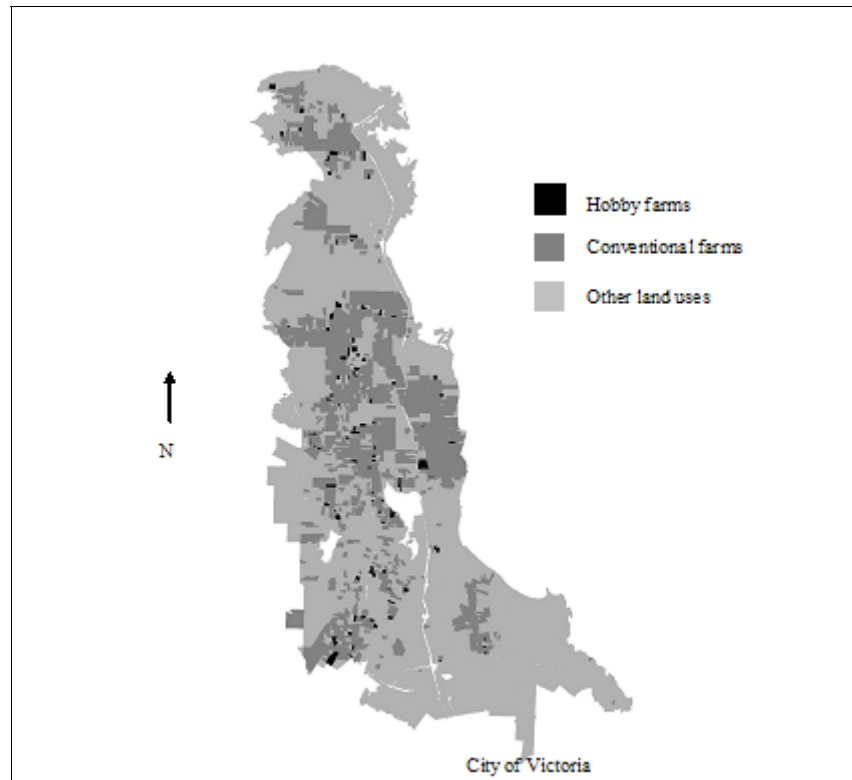 Hobby farms
Conventional farms
Other land uses
N
City of Victoria